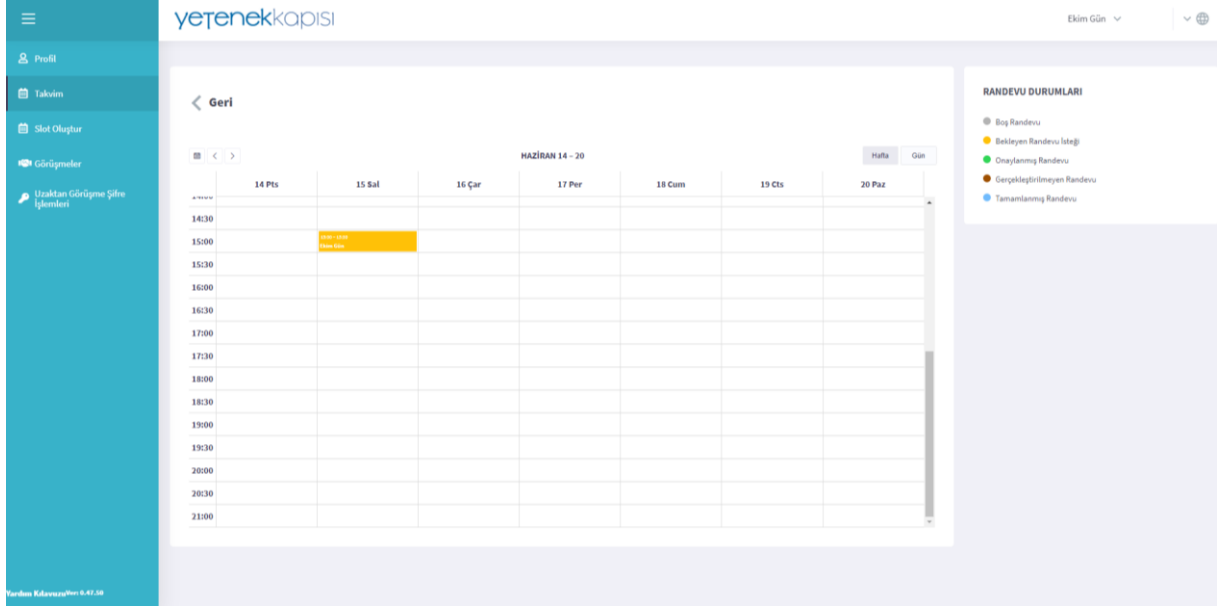 yetenekkapısı
Ekim Gün
Profil
Takvim
Slot Oluştur
Görüşmeler
Uzaktan Görüşme Şifre
İşlemleri
Geri
HAZİRAN 14 – 20
Hafta
Gün
14 Pts
15 Sal
16 Çar
17 Per
18 Cum
19 Cts
20 Paz
14:30
15:00
15:30
16:00
16:30
17:00
17:30
18:00
18:30
19:00
19:30
20:00
20:30
21:00
RANDEVU DURUMLARI
Boş Randevu
Bekleyen Randevu İsteği
Onaylanmış Randevu
Gerçekleştirilmeyen Randevu
Tamamlanmış Randevu
Yardım Kılavuzu Ver: 0.47.50